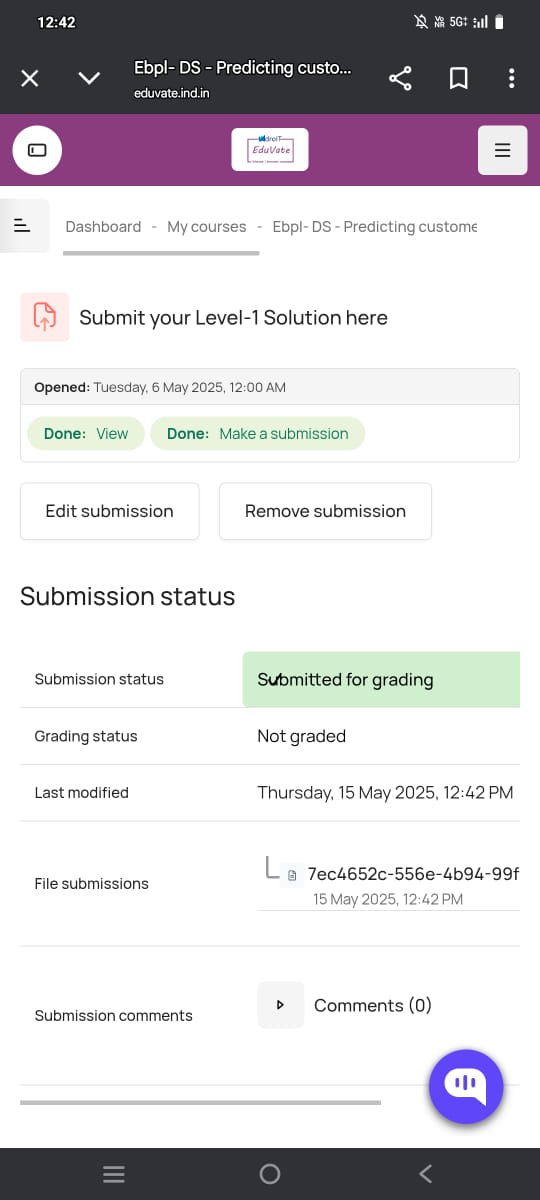 12:42
VoNR 5G
Ebpl- DS - Predicting custo...
eduvate.ind.in
EduVate
Dashboard - My courses - Ebpl- DS - Predicting custome
Submit your Level-1 Solution here
Opened: Tuesday, 6 May 2025, 12:00 AM
Done: View Done: Make a submission
Edit submission Remove submission
Submission status
Submission status Submitted for grading
Grading status Not graded
Last modified Thursday, 15 May 2025, 12:42 PM
File submissions 7ec4652c-556e-4b94-99f
15 May 2025, 12:42 PM
Submission comments Comments (0)